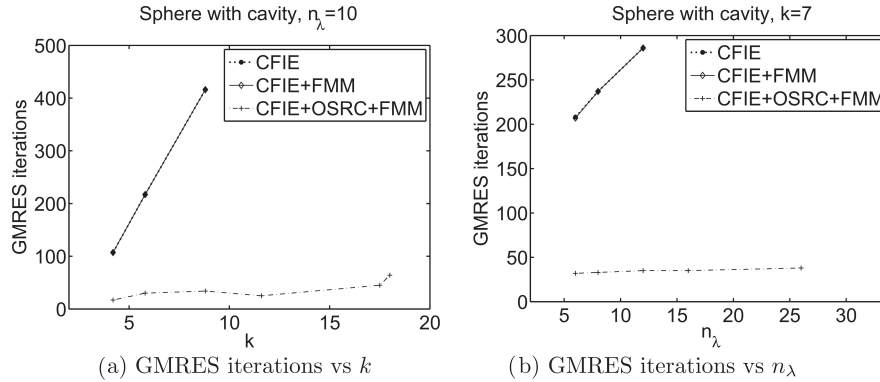 Sphere with cavity, n_λ=10
500
400
300
200
100
0
5
10
15
20
GMRES iterations
k
CFIE
CFIE+FMM
CFIE+OSRC+FMM
(a) GMRES iterations vs k
Sphere with cavity, k=7
300
250
200
150
100
50
0
5
10
15
20
25
30
GMRES iterations
n_λ
CFIE
CFIE+FMM
CFIE+OSRC+FMM
(b) GMRES iterations vs n_λ